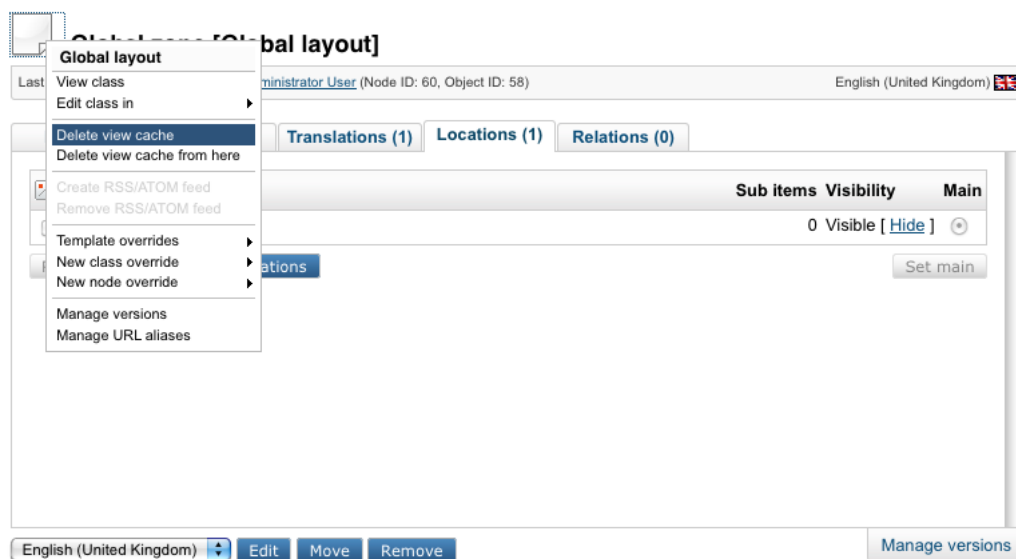 Global zone [Global layout]
Global layout
Last
ministrator User (Node ID: 60, Object ID: 58)
English (United Kingdom)
View class
Edit class in
Delete view cache
Delete view cache from here
Create RSS/ATOM feed
Remove RSS/ATOM feed
Template overrides
New class override
New node override
Manage versions
Manage URL aliases
Translations (1)
Locations (1)
Relations (0)
Sub items
Visibility
Main
0
Visible [ Hide ]
ations
Set main
English (United Kingdom)
Edit
Move
Remove
Manage versions